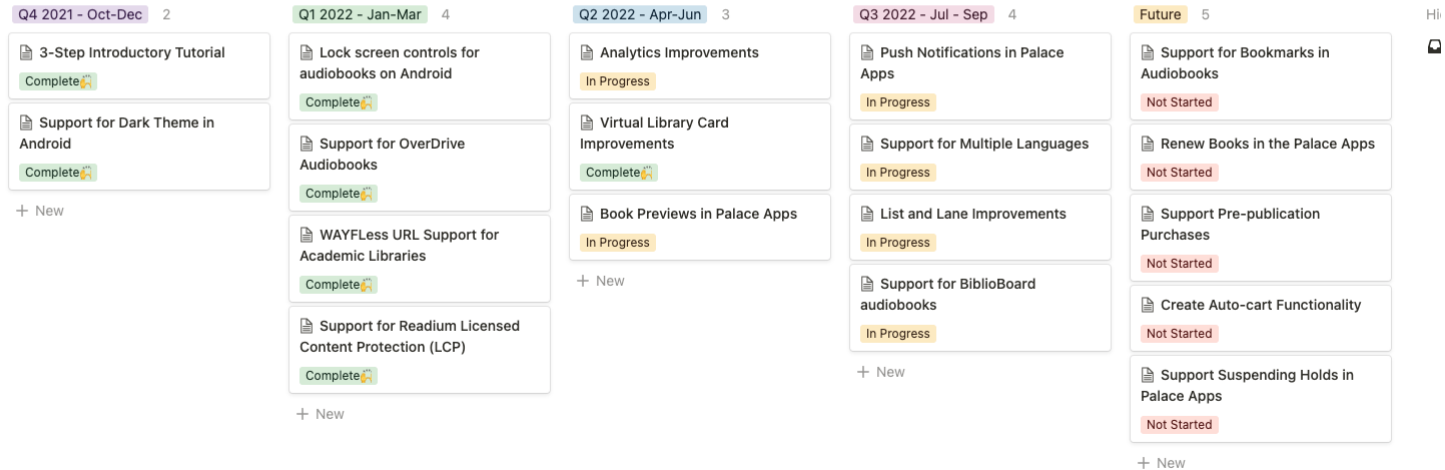 Q4 2021 - Oct-Dec 2
3-Step Introductory Tutorial
Complete🙌
Support for Dark Theme in
Android
Complete🙌
+ New
Q1 2022 - Jan-Mar 4
Lock screen controls for
audiobooks on Android
Complete🙌
Support for OverDrive
Audiobooks
Complete🙌
WAYFLess URL Support for
Academic Libraries
Complete🙌
Support for Readium Licensed
Content Protection (LCP)
Complete🙌
+ New
Q2 2022 - Apr-Jun 3
Analytics Improvements
In Progress
Virtual Library Card
Improvements
Complete🙌
Book Previews in Palace Apps
In Progress
+ New
Q3 2022 - Jul - Sep 4
Push Notifications in Palace
Apps
In Progress
Support for Multiple Languages
In Progress
List and Lane Improvements
In Progress
Support for BiblioBoard
audiobooks
In Progress
+ New
Future 5
Support for Bookmarks in
Audiobooks
Not Started
Renew Books in the Palace Apps
Not Started
Support Pre-publication
Purchases
Not Started
Create Auto-cart Functionality
Not Started
Support Suspending Holds in
Palace Apps
Not Started
+ New